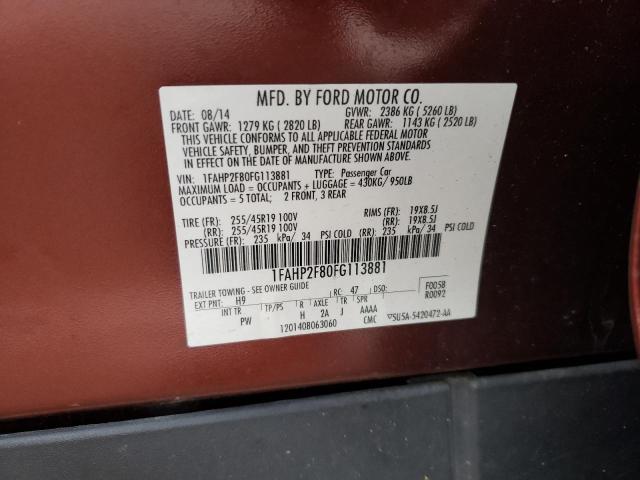 MFD. BY FORD MOTOR CO.
DATE: 08/14 GVWR: 2386 KG ( 5260 LB)
FRONT GAWR: 1279 KG ( 2820 LB) REAR GAWR: 1143 KG ( 2520 LB)
THIS VEHICLE CONFORMS TO ALL APPLICABLE FEDERAL MOTOR
VEHICLE SAFETY, BUMPER, AND THEFT PREVENTION STANDARDS
IN EFFECT ON THE DATE OF MANUFACTURE SHOWN ABOVE.
VIN: 1FAHP2F80FG113881 TYPE: Passenger Car
MAXIMUM LOAD = OCCUPANTS + LUGGAGE = 430KG/ 950LB
OCCUPANTS = 5 TOTAL; 2 FRONT, 3 REAR
TIRE (FR): 255/45R19 100V RIMS (FR): 19X8.5J
(RR): 255/45R19 100V (RR): 19X8.5J
PRESSURE (FR): 235 kPa/ 34 PSI COLD (RR): 235 kPa/ 34 PSI COLD
1FAHP2F80FG113881
TRAILER TOWING - SEE OWNER GUIDE RC: 47 DSO: F0058
EXT PNT: H9 R0092
INT TR TP/PS R AXLE TR SPR
PW H 2A J AAAA
120140B063060 CMC ▽5U5A-5420472-AA